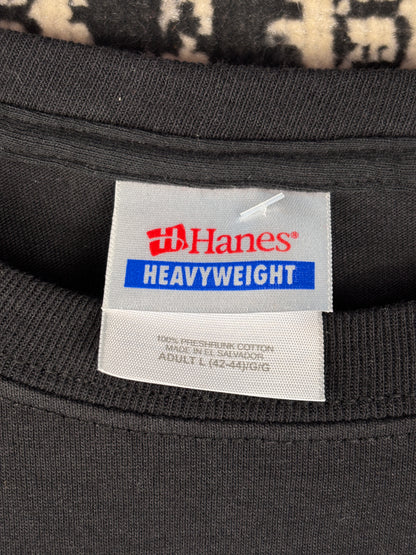 Hanes®
HEAVYWEIGHT
100% PRESHRUNK COTTON
MADE IN EL SALVADOR
ADULT L (42-44)/G/G